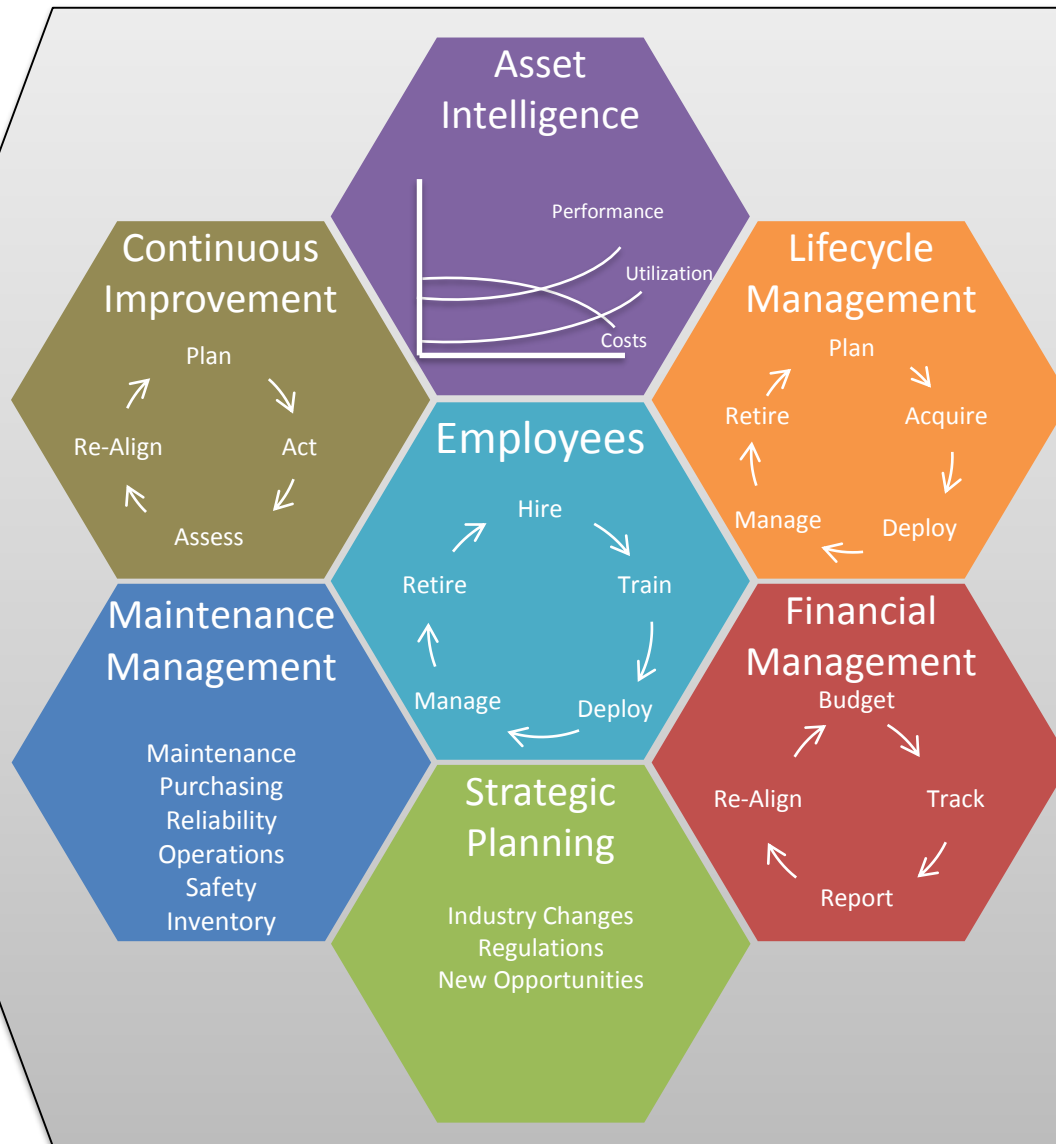 Asset
Intelligence
Performance
Utilization
Costs
Continuous
Improvement
Plan
Act
Assess
Re-Align
Lifecycle
Management
Plan
Acquire
Deploy
Manage
Retire
Employees
Hire
Train
Deploy
Manage
Retire
Maintenance
Management
Maintenance
Purchasing
Reliability
Operations
Safety
Inventory
Financial
Management
Budget
Track
Report
Re-Align
Strategic
Planning
Industry Changes
Regulations
New Opportunities